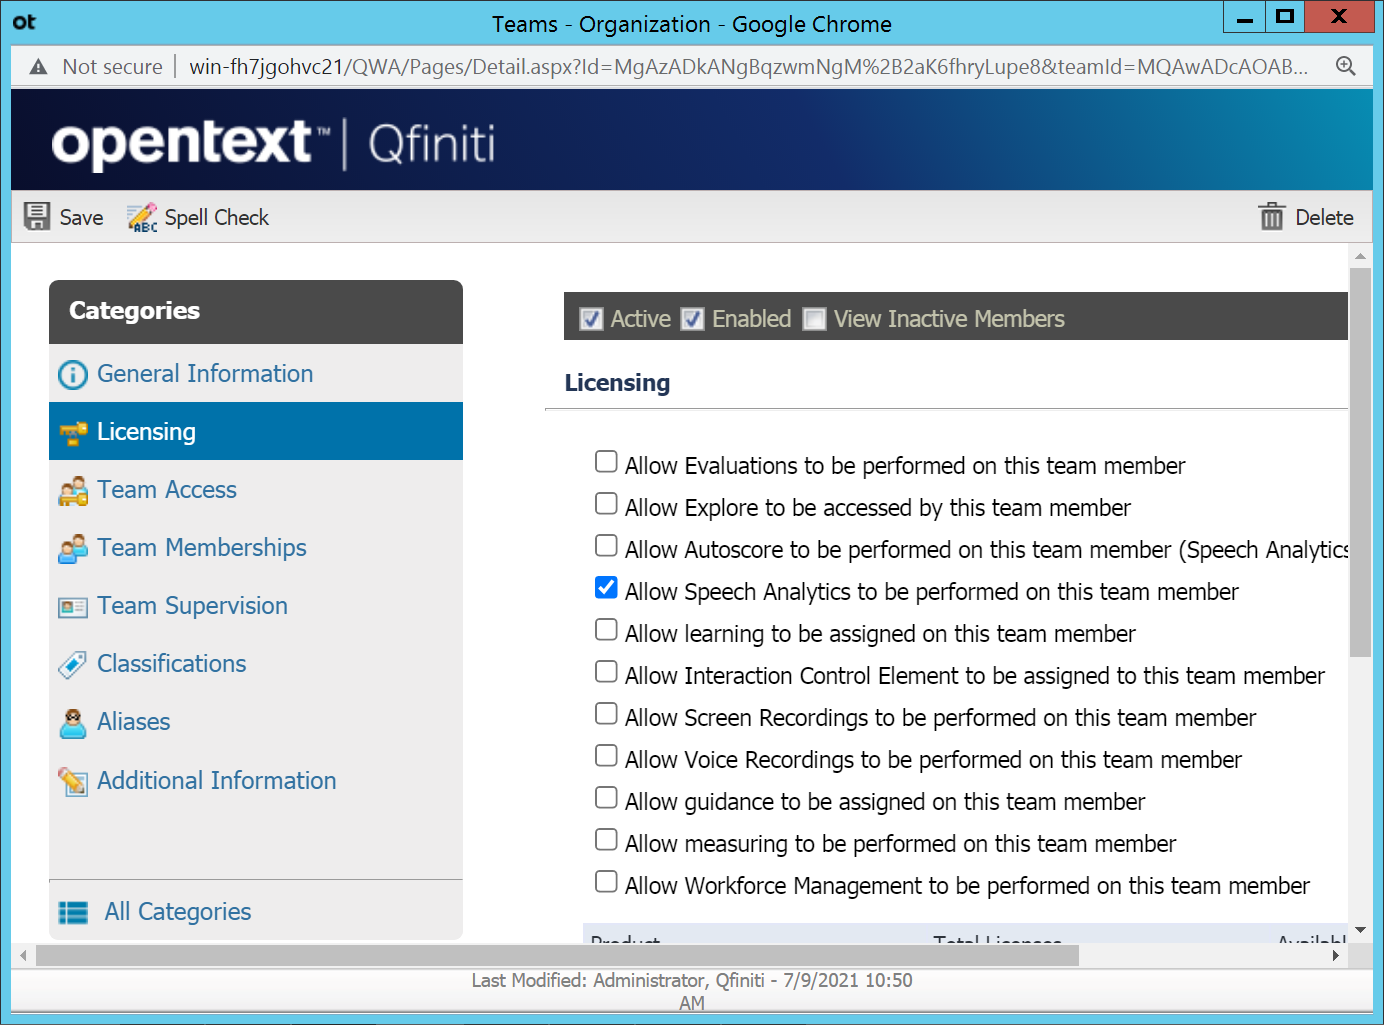 ot
Teams - Organization - Google Chrome
Not secure | win-fh7jgohvc21/QWA/Pages/Detail.aspx?Id=MgAzADkANgBqzwmNgM%2B2aK6fhryLupe8&teamId=MQAwADcAOAB...
opentext™ | Qfiniti
Save ABC Spell Check Delete
Categories
General Information
Licensing
Team Access
Team Memberships
Team Supervision
Classifications
Aliases
Additional Information
All Categories
Active Enabled View Inactive Members
Licensing
Allow Evaluations to be performed on this team member
Allow Explore to be accessed by this team member
Allow Autoscore to be performed on this team member (Speech Analytics
Allow Speech Analytics to be performed on this team member
Allow learning to be assigned on this team member
Allow Interaction Control Element to be assigned to this team member
Allow Screen Recordings to be performed on this team member
Allow Voice Recordings to be performed on this team member
Allow guidance to be assigned on this team member
Allow measuring to be performed on this team member
Allow Workforce Management to be performed on this team member
Product Total Licenses Availabl
Last Modified: Administrator, Qfiniti - 7/9/2021 10:50
AM